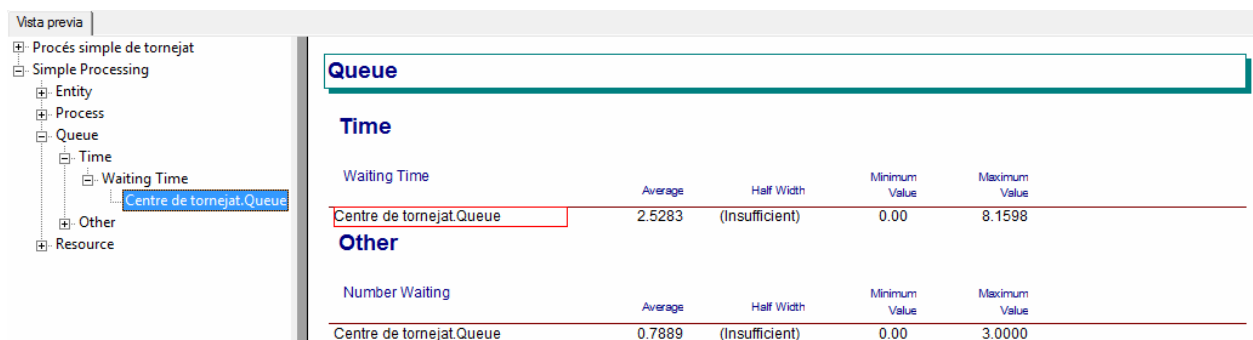 Vista previa
Procés simple de tornejat
Simple Processing
Entity
Process
Queue
Time
Waiting Time
Centre de tornejat.Queue
Other
Resource
Queue
Time
Waiting Time Average Half Width Minimum Value Maximum Value
Centre de tornejat.Queue 2.5283 (Insufficient) 0.00 8.1598
Other
Number Waiting Average Half Width Minimum Value Maximum Value
Centre de tornejat.Queue 0.7889 (Insufficient) 0.00 3.0000